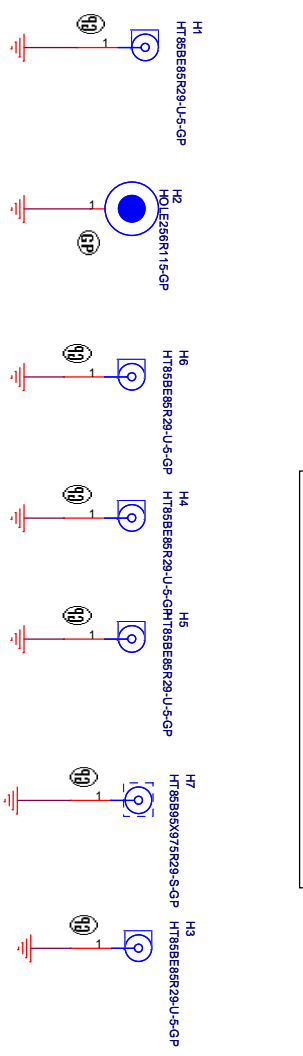 H1
HT85BE85R29-U-5-GP
GP
1
H2
HOLE256R115-GP
GP
1
H6
HT85BE85R29-U-5-GP
GP
1
H4
HT85BE85R29-U-5-GP
GP
1
H5
HT85BE85R29-U-5-GP
GP
1
H7
HT85B95X975R29-S-GP
GP
1
H3
HT85BE85R29-U-5-GP
GP
1